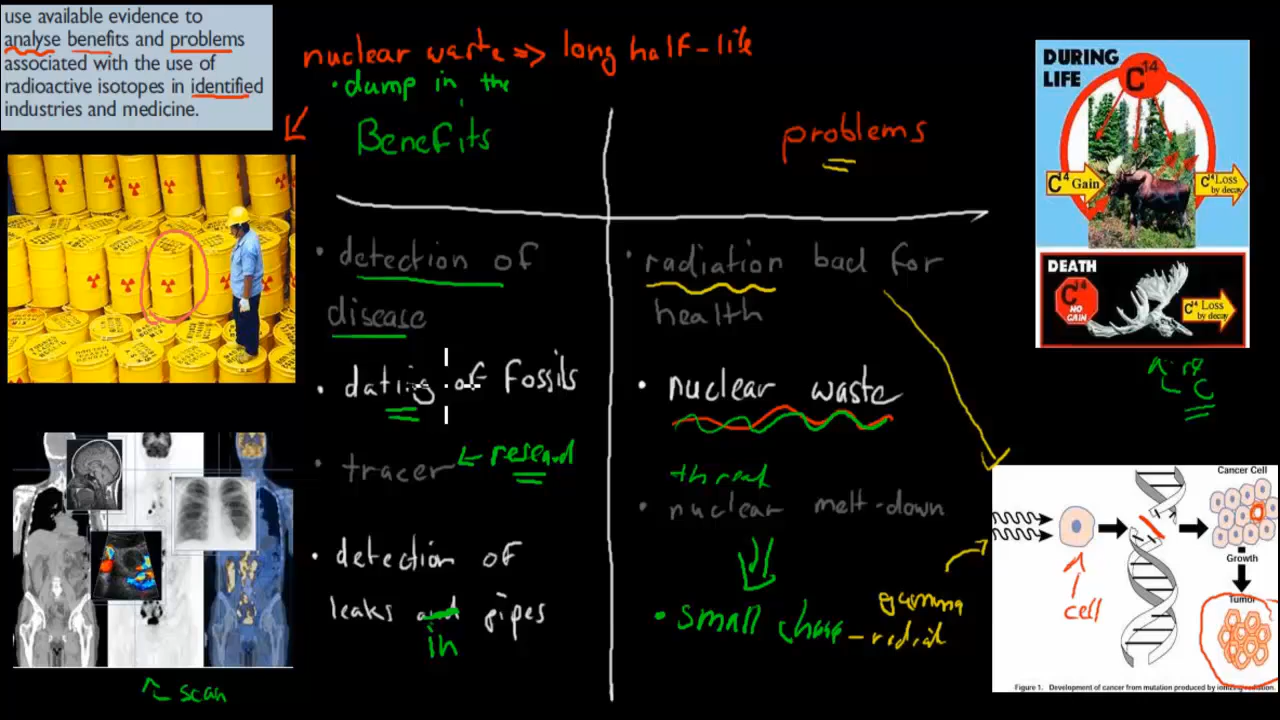 use available evidence to
analyse benefits and problems
associated with the use of
radioactive isotopes in identified
industries and medicine.
nuclear waste => long half-life
• dump in the
Benefits
problems
• detection of
disease
• dating of fossils
• tracer ← research
• detection of
leaks and pipes
in
• radiation bad for
health
• nuclear waste
threat
• nuclear melt-down
• small
gamma
scan
DURING
LIFE
C14
C4 Gain
C14 Loss
by decay
DEATH
C14
NO
GAIN
C14 Loss
by decay
C
Cancer Cell
Growth
Tumor
cell
Figure 1. Development of cancer from mutation produced by ionizing radiation.